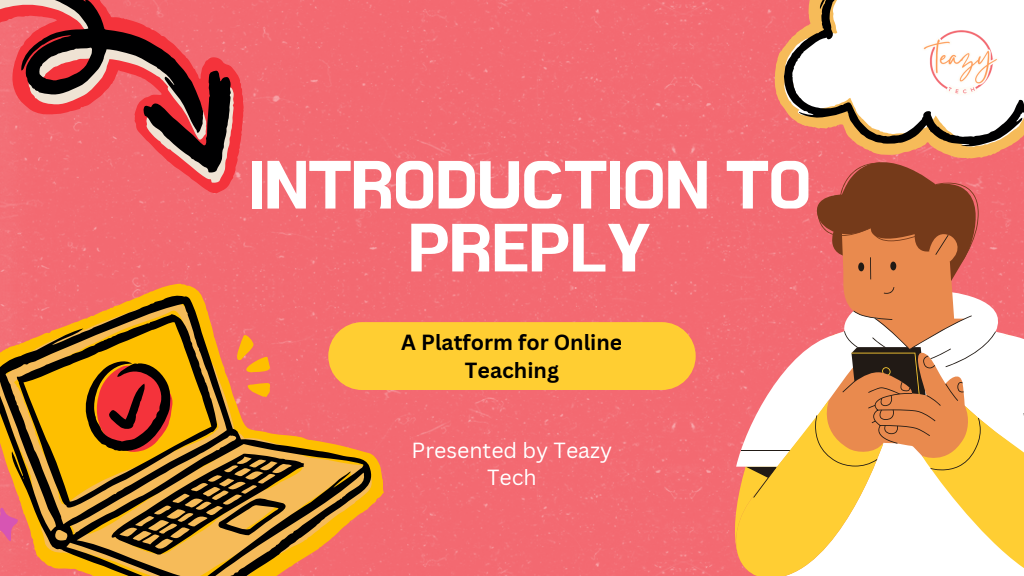 Teazy
TECH
INTRODUCTION TO
PREPLY
A Platform for Online
Teaching
Presented by Teazy
Tech